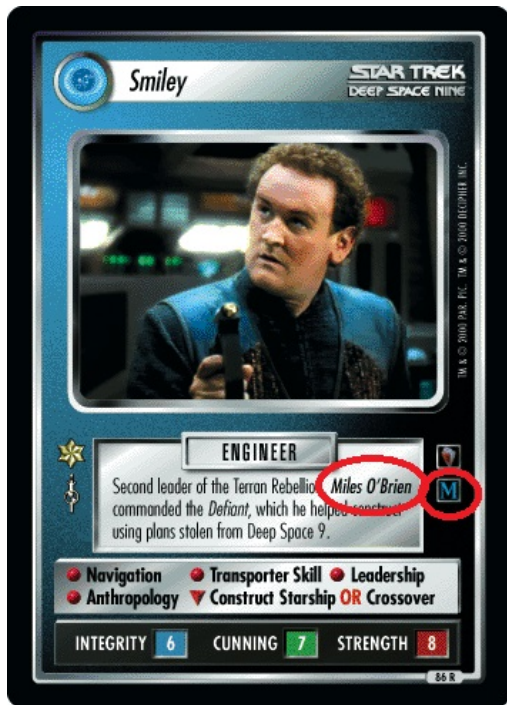 Smiley
STAR TREK
DEEP SPACE NINE
TM & © 2000 PAR. PIC. TM & © 2000 DECIPHER INC.
ENGINEER
Second leader of the Terran Rebellio Miles O'Brien
commanded the Defiant, which he helped construct
using plans stolen from Deep Space 9.
M
Navigation Transporter Skill Leadership
Anthropology Construct Starship OR Crossover
INTEGRITY 6 CUNNING 7 STRENGTH 8
86 R